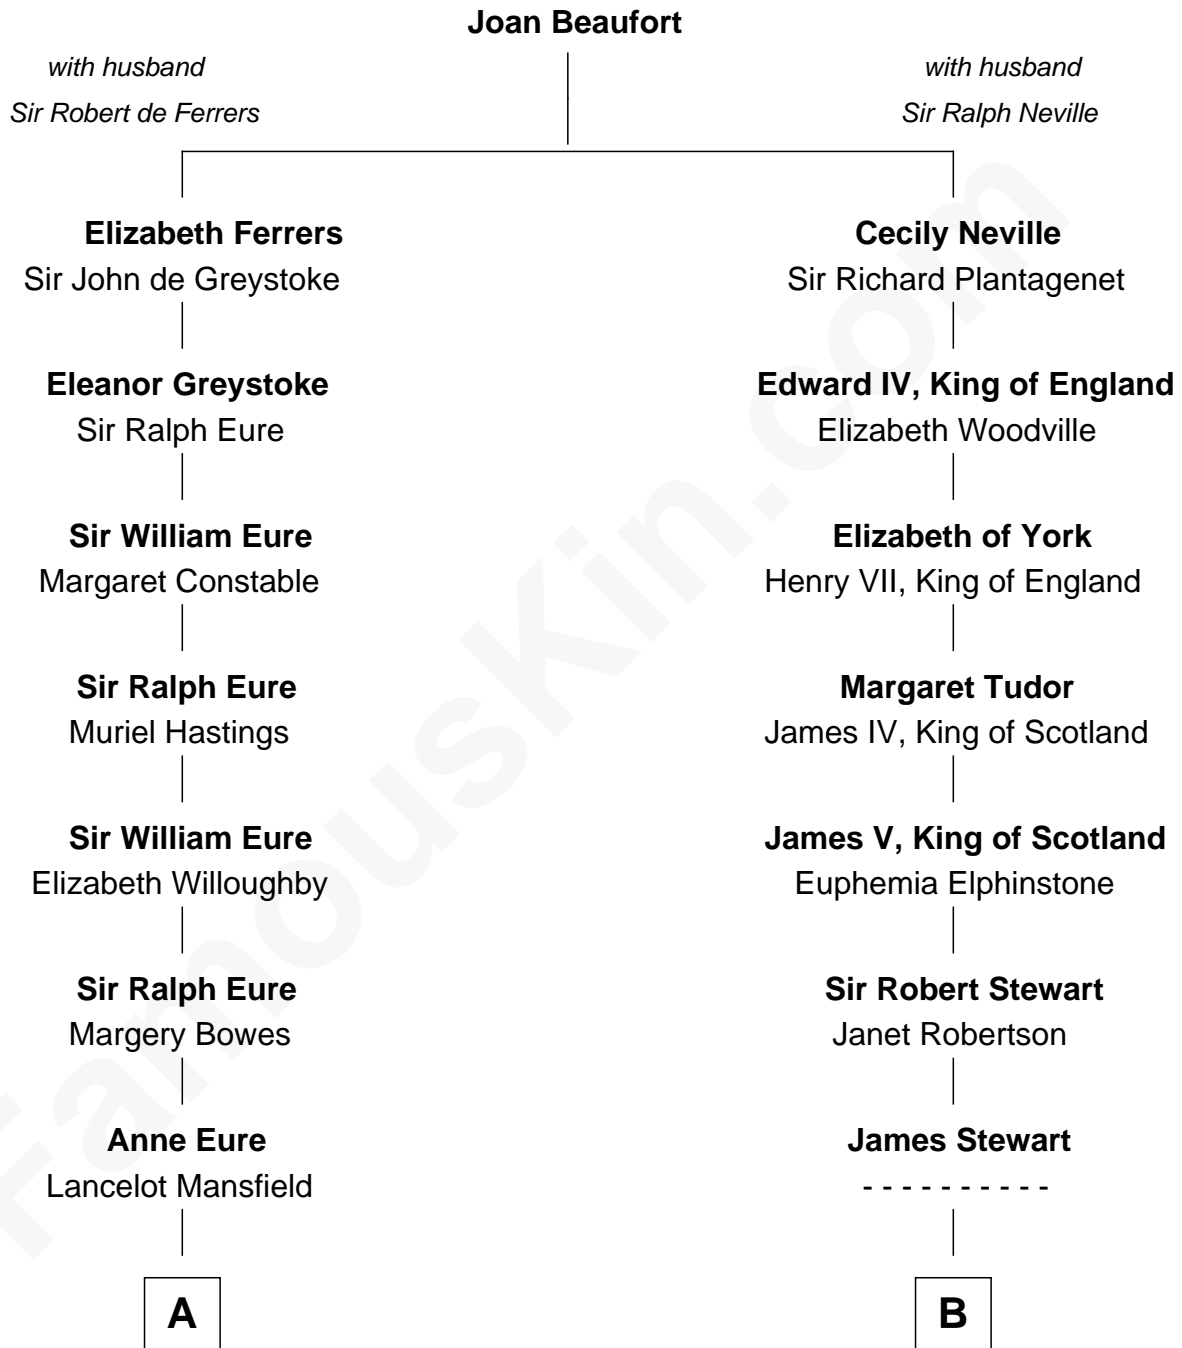 Joan Beaufort
with husband
Sir Robert de Ferrers
with husband
Sir Ralph Neville
Elizabeth Ferrers
Sir John de Greystoke
Cecily Neville
Sir Richard Plantagenet
Eleanor Greystoke
Sir Ralph Eure
Edward IV, King of England
Elizabeth Woodville
Sir William Eure
Margaret Constable
Elizabeth of York
Henry VII, King of England
Sir Ralph Eure
Muriel Hastings
Margaret Tudor
James IV, King of Scotland
Sir William Eure
Elizabeth Willoughby
James V, King of Scotland
Euphemia Elphinstone
Sir Ralph Eure
Margery Bowes
Sir Robert Stewart
Janet Robertson
Anne Eure
Lancelot Mansfield
James Stewart
- - - - - - - - - -
A
B
FamousKin.com